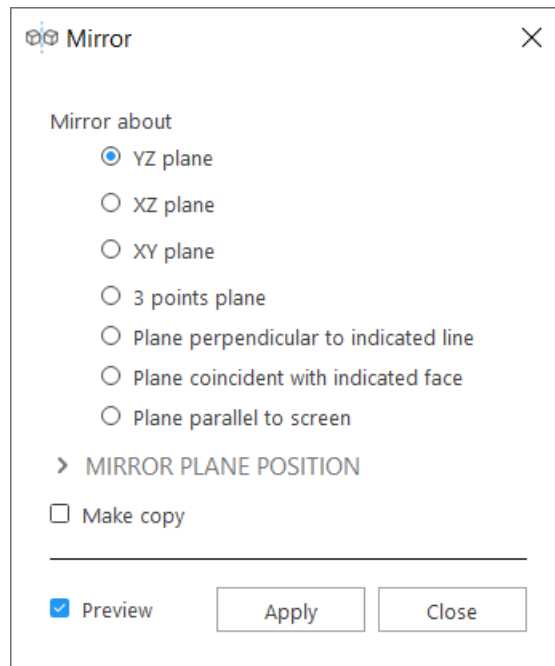 Mirror
Mirror about
YZ plane
XZ plane
XY plane
3 points plane
Plane perpendicular to indicated line
Plane coincident with indicated face
Plane parallel to screen
MIRROR PLANE POSITION
Make copy
Preview Apply Close